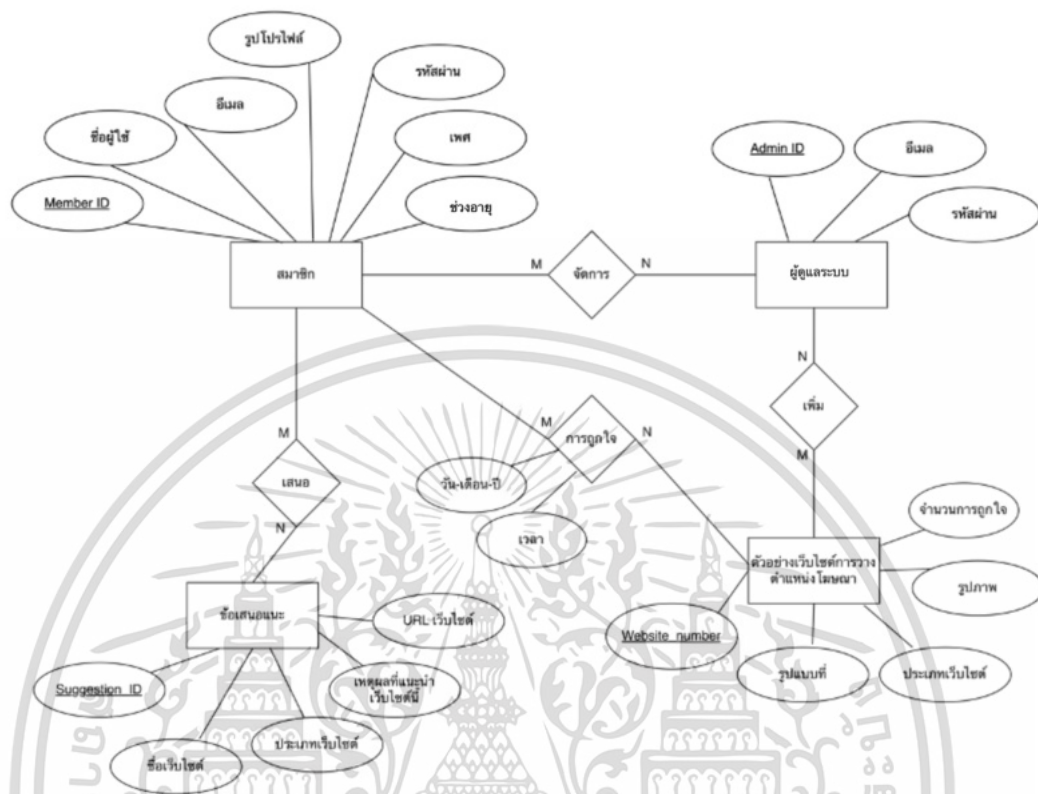 รูปโปรไฟล์
รหัสผ่าน
อีเมล
ชื่อผู้ใช้
เพศ
Member ID
ช่วงอายุ
Admin ID
อีเมล
รหัสผ่าน
สมาชิก
M
จัดการ
N
ผู้ดูแลระบบ
N
เพิ่ม
M
M
การถูกใจ
N
วัน-เดือน-ปี
เวลา
M
เสนอ
N
จำนวนการถูกใจ
ตัวอย่างเว็บไซต์การวาง
ตำแหน่งโฆษณา
รูปภาพ
Website_number
รูปแบบที่
ประเภทเว็บไซต์
ข้อเสนอแนะ
URL เว็บไซต์
Suggestion_ID
เหตุผลที่แนะนำ
เว็บไซต์นี้
ประเภทเว็บไซต์
ชื่อเว็บไซต์